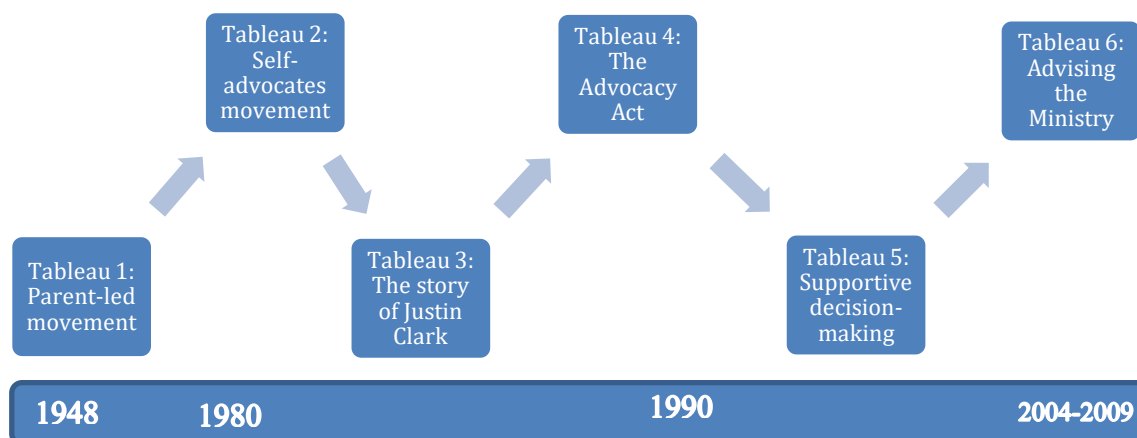 Tableau 1:
Parent-led
movement
Tableau 2:
Self-
advocates
movement
Tableau 3:
The story
of Justin
Clark
Tableau 4:
The
Advocacy
Act
Tableau 5:
Supportive
decision-
making
Tableau 6:
Advising
the
Ministry
1948
1980
1990
2004-2009